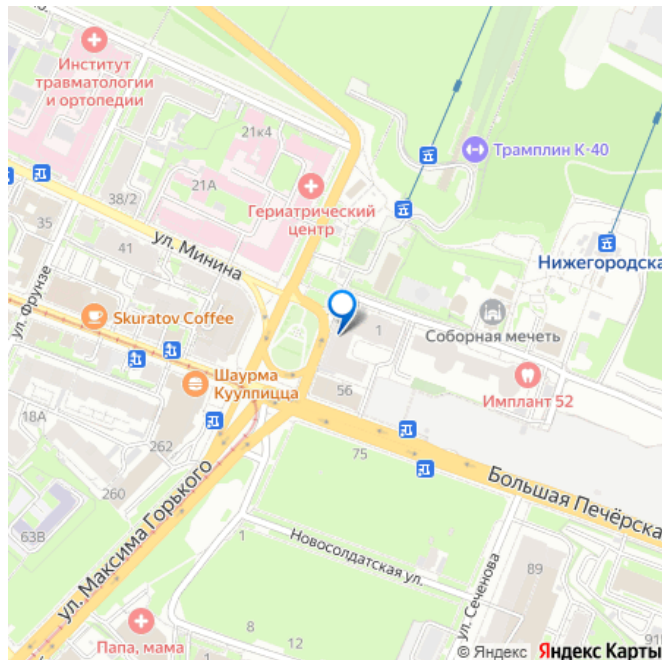 Институт
травматологии
и ортопедии
21к4
Трамплин К-40
21А
38/2
Гериатрический
центр
35
41
ул. Минина
Нижегородска
ул. Фрунзе
Skuratov Coffee
1
Соборная мечеть
Шаурма
Куулпицца
56
Имплант 52
18А
262
75
260
Большая Печёрска
63В
ул. Максима Горького
1
Новосолдатская ул.
ул. Сеченова
89
8
12
91
Папа, мама
© Яндекс Яндекс Карты